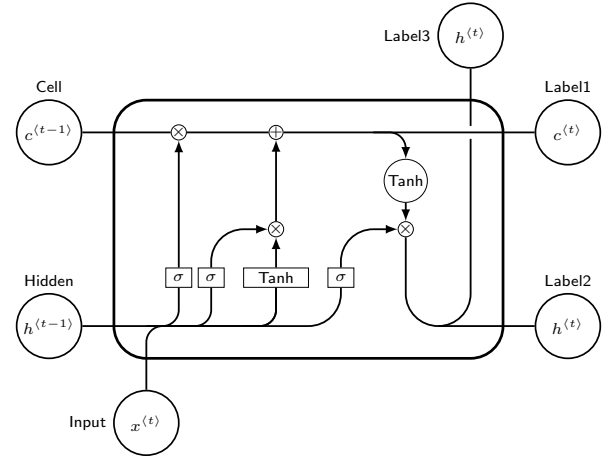 Label3
h⟨t⟩
Cell
Label1
c⟨t−1⟩
×
+
c⟨t⟩
Tanh
×
×
Hidden
σ
σ
Tanh
σ
Label2
h⟨t−1⟩
h⟨t⟩
Input
x⟨t⟩